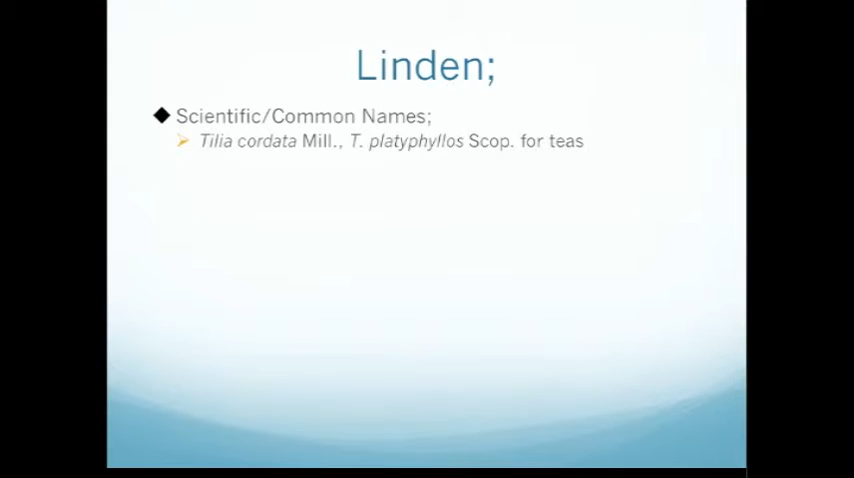 Linden;
Scientific/Common Names;
Tilia cordata Mill., T. platyphyllos Scop. for teas